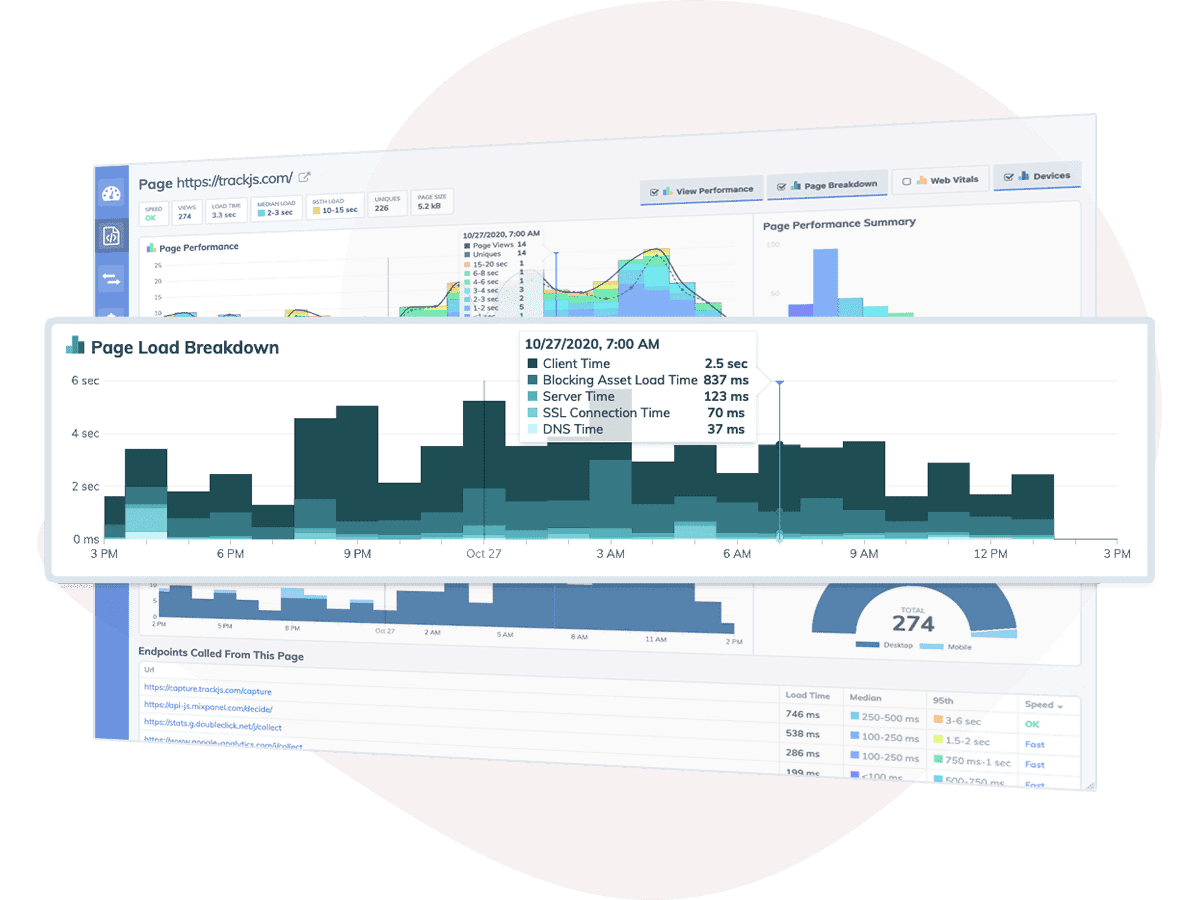 Page https://trackjs.com/
SPEED OK
VIEWS 274
LOAD TIME 3.3 sec
MEDIAN LOAD 2-3 sec
95TH LOAD 10-15 sec
UNIQUES 226
PAGE SIZE 5.2 kB
View Performance
Page Breakdown
Web Vitals
Devices
Page Performance
25
20
15
10
10/27/2020, 7:00 AM
Page Views 14
Uniques 14
15-20 sec 1
6-8 sec 1
4-6 sec 1
3-4 sec 3
2-3 sec 2
1-2 sec 5
<1 sec 1
Page Performance Summary
100
50
Page Load Breakdown
10/27/2020, 7:00 AM
Client Time 2.5 sec
Blocking Asset Load Time 837 ms
Server Time 123 ms
SSL Connection Time 70 ms
DNS Time 37 ms
6 sec
4 sec
2 sec
0 ms
3 PM
6 PM
9 PM
Oct 27
3 AM
6 AM
9 AM
12 PM
3 PM
10
5
0
2 PM
5 PM
8 PM
Oct 27
2 AM
5 AM
8 AM
11 AM
2 PM
TOTAL
274
Desktop
Mobile
Endpoints Called From This Page
Url Load Time Median 95th Speed
https://capture.trackjs.com/capture 746 ms 250-500 ms 3-6 sec OK
https://api-js.mixpanel.com/decide/ 538 ms 100-250 ms 1.5-2 sec Fast
https://stats.g.doubleclick.net/j/collect 286 ms 100-250 ms 750 ms-1 sec Fast
https://www.google-analytics.com/j/collect 199 ms <100 ms 500-750 ms Fast